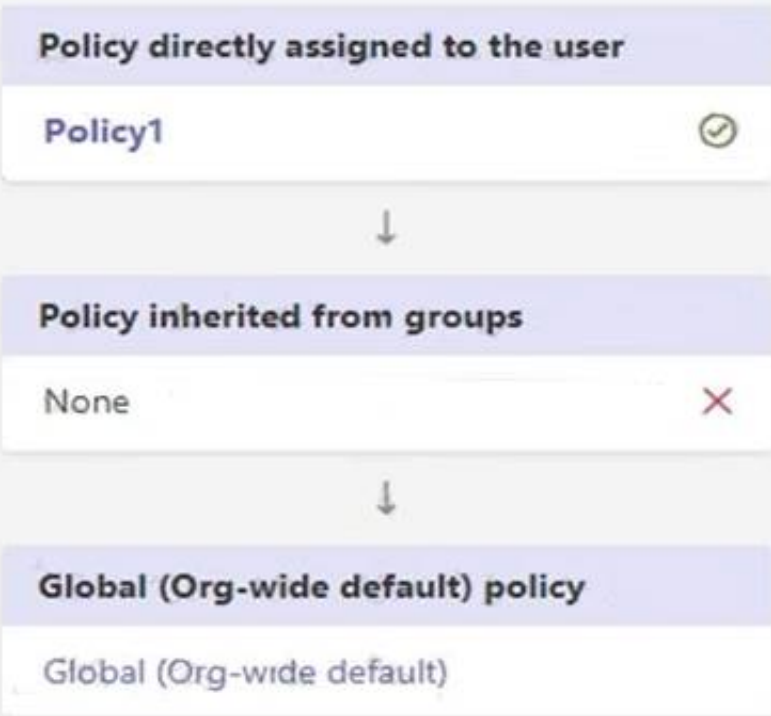 Policy directly assigned to the user
Policy1
Policy inherited from groups
None
Global (Org-wide default) policy
Global (Org-wide default)